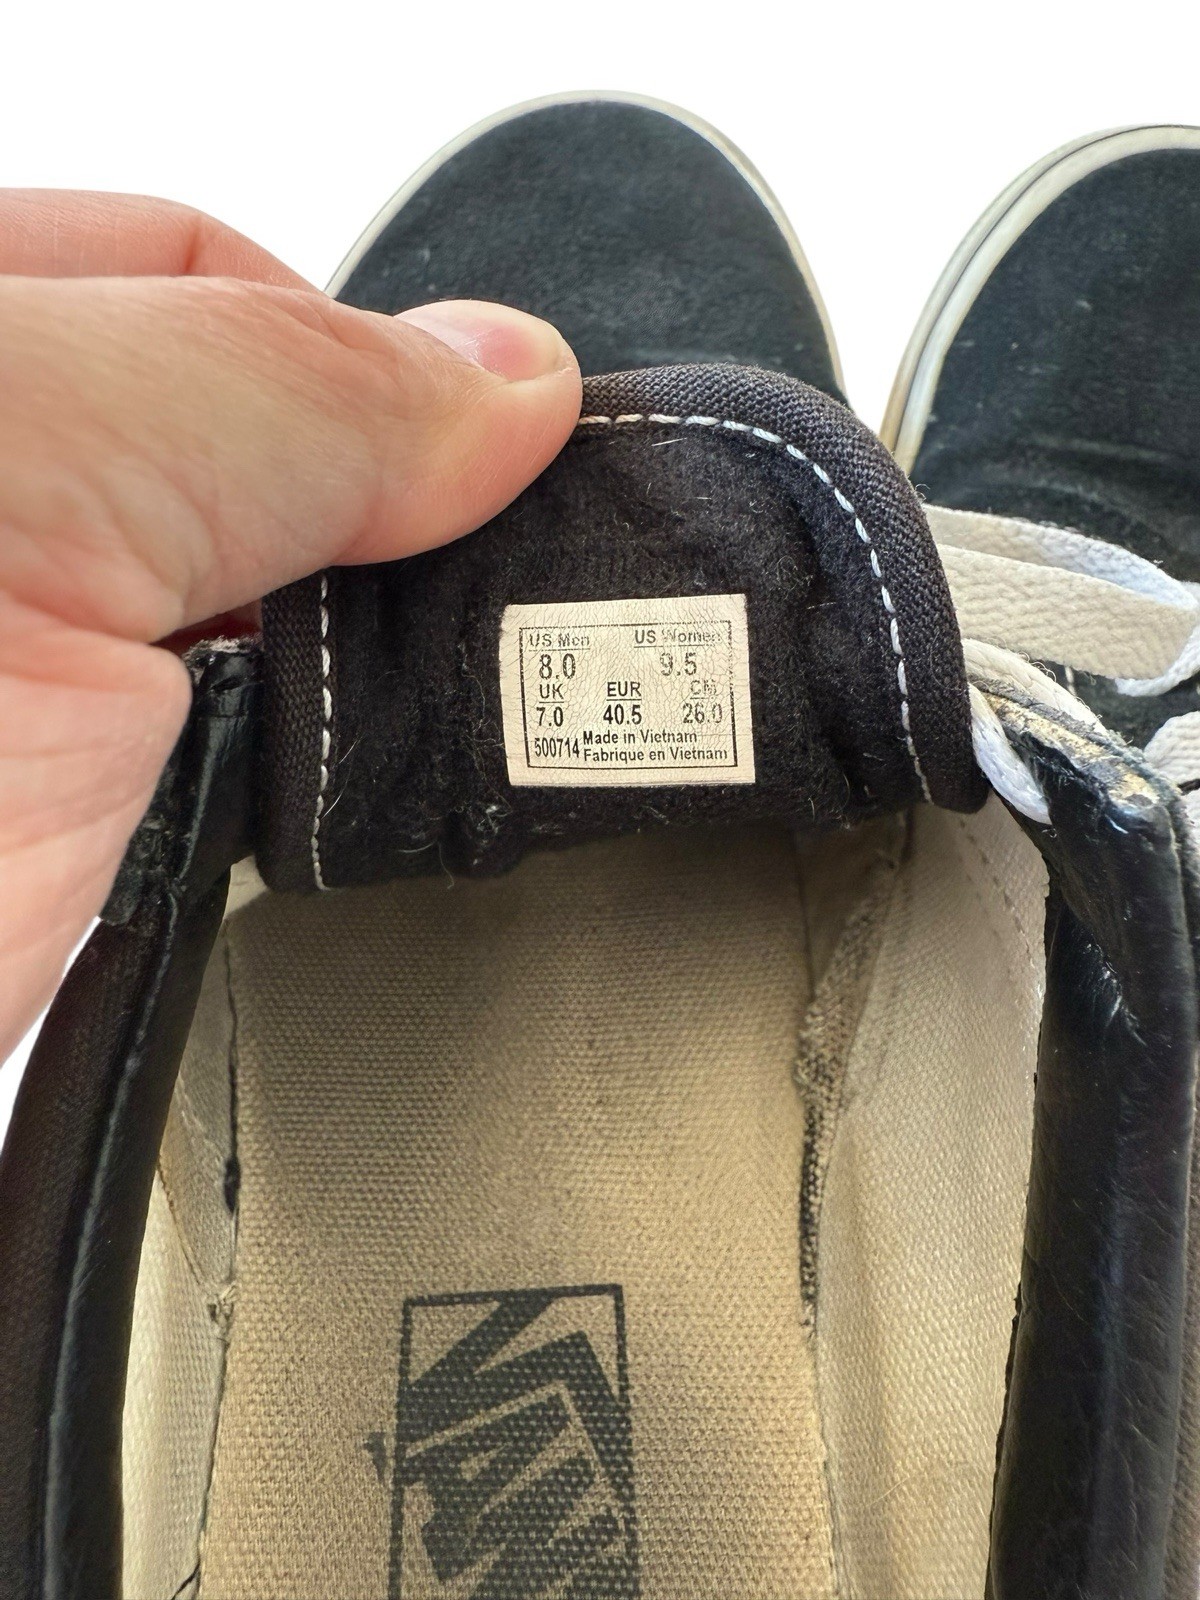 US Men US Women
8.0 9.5
UK EUR CM
7.0 40.5 26.0
500714 Made in Vietnam
Fabrique en Vietnam
VANS